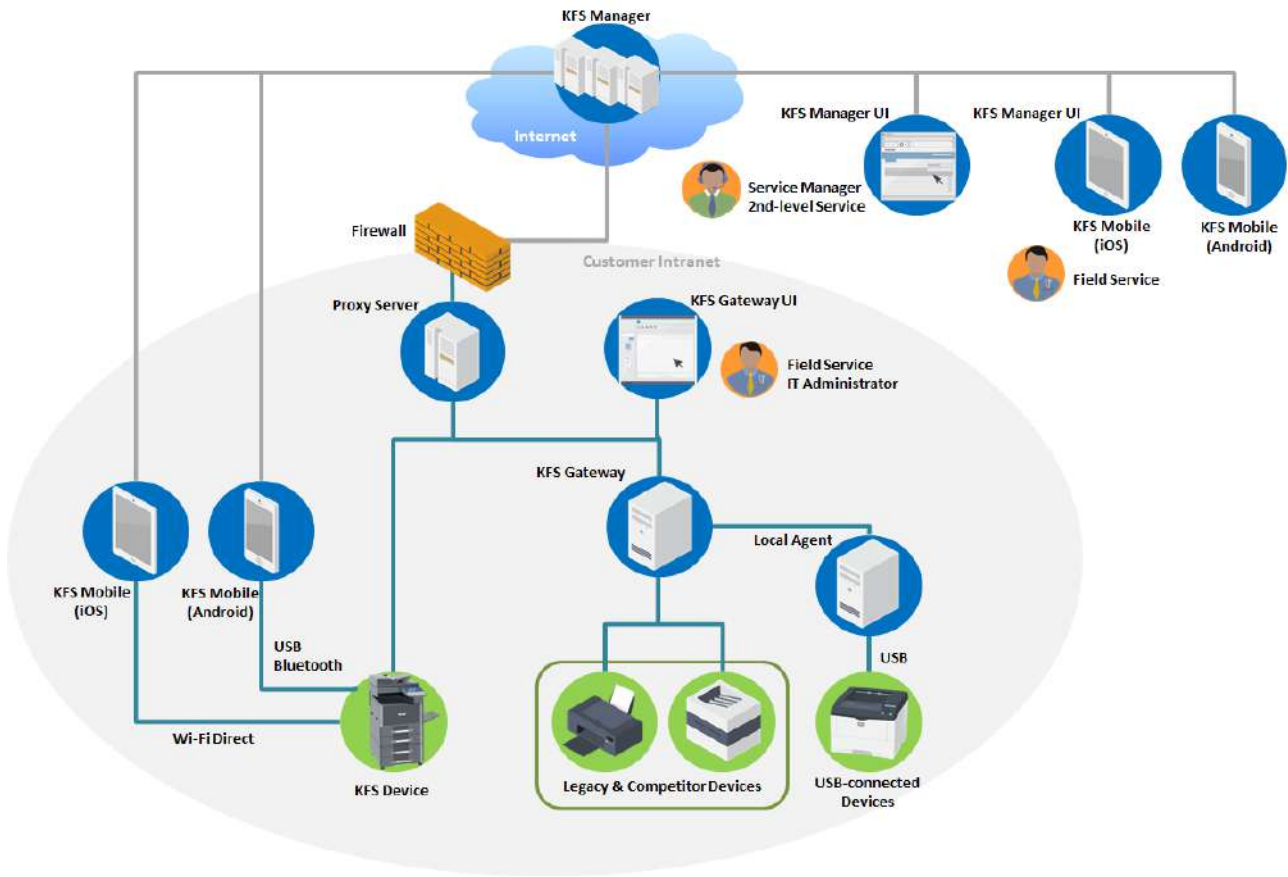 KFS Manager
Internet
KFS Manager UI
KFS Manager UI
Service Manager
2nd-level Service
KFS Mobile
(iOS)
KFS Mobile
(Android)
Field Service
Firewall
Customer Intranet
Proxy Server
KFS Gateway UI
Field Service
IT Administrator
KFS Gateway
Local Agent
KFS Mobile
(iOS)
KFS Mobile
(Android)
USB
Bluetooth
USB
Wi-Fi Direct
KFS Device
Legacy & Competitor Devices
USB-connected
Devices